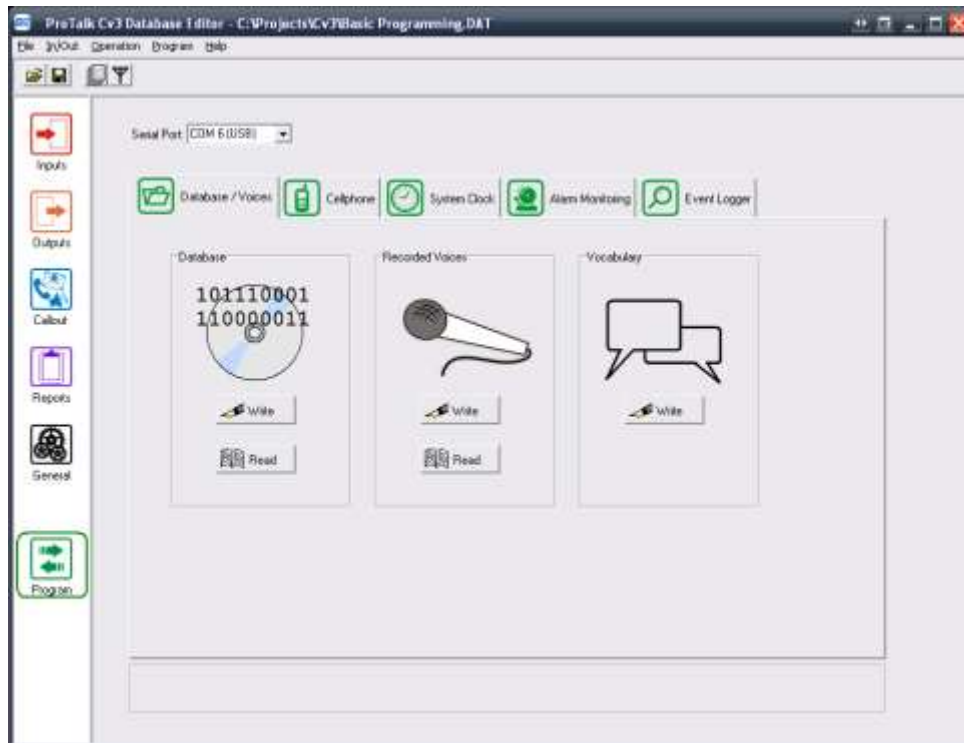 ProTalk Cv3 Database Editor - C:\Projects\Cv3\Basic Programming.DAT
File In/Out Operation Program Help
Serial Port: COM 6 (USB)
Inputs
Outputs
Callout
Reports
General
Program
Database / Voices Cellphone System Clock Alarm Monitoring Event Logger
Database Recorded Voices Vocabulary
101110001
110000011
Write Write Write
Read Read